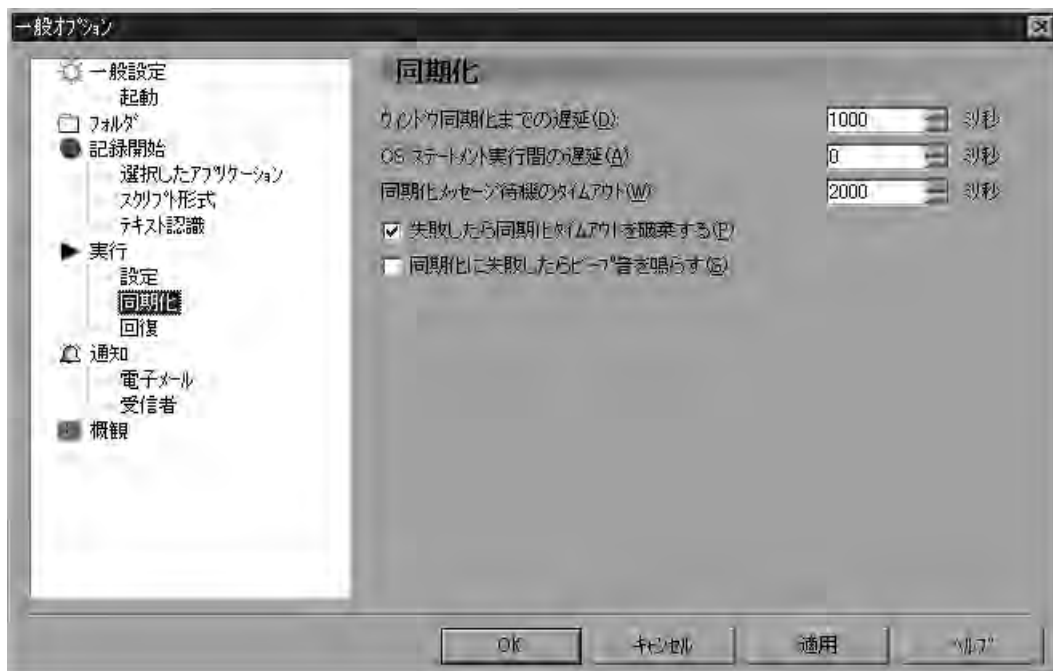 一般ｵﾌﾟｼｮﾝ
一般設定
起動
ﾌｫﾙﾀﾞ
記録開始
選択したｱﾌﾟﾘｹｰｼｮﾝ
ｽｸﾘﾌﾟﾄ形式
ﾃｷｽﾄ認識
実行
設定
同期化
回復
通知
電子ﾒｰﾙ
受信者
概観
同期化
ｳｨﾝﾄﾞｳ同期化までの遅延(D): 1000 ﾐﾘ秒
CS ｽﾃｰﾄﾒﾝﾄ実行間の遅延(A) 0 ﾐﾘ秒
同期化ﾒｯｾｰｼﾞ待機のﾀｲﾑｱｳﾄ(W) 2000 ﾐﾘ秒
失敗したら同期化ﾀｲﾑｱｳﾄを破棄する(P)
同期化に失敗したらﾋﾞｰﾌﾟ音を鳴らす(S)
OK ｷｬﾝｾﾙ 適用 ﾍﾙﾌﾟ